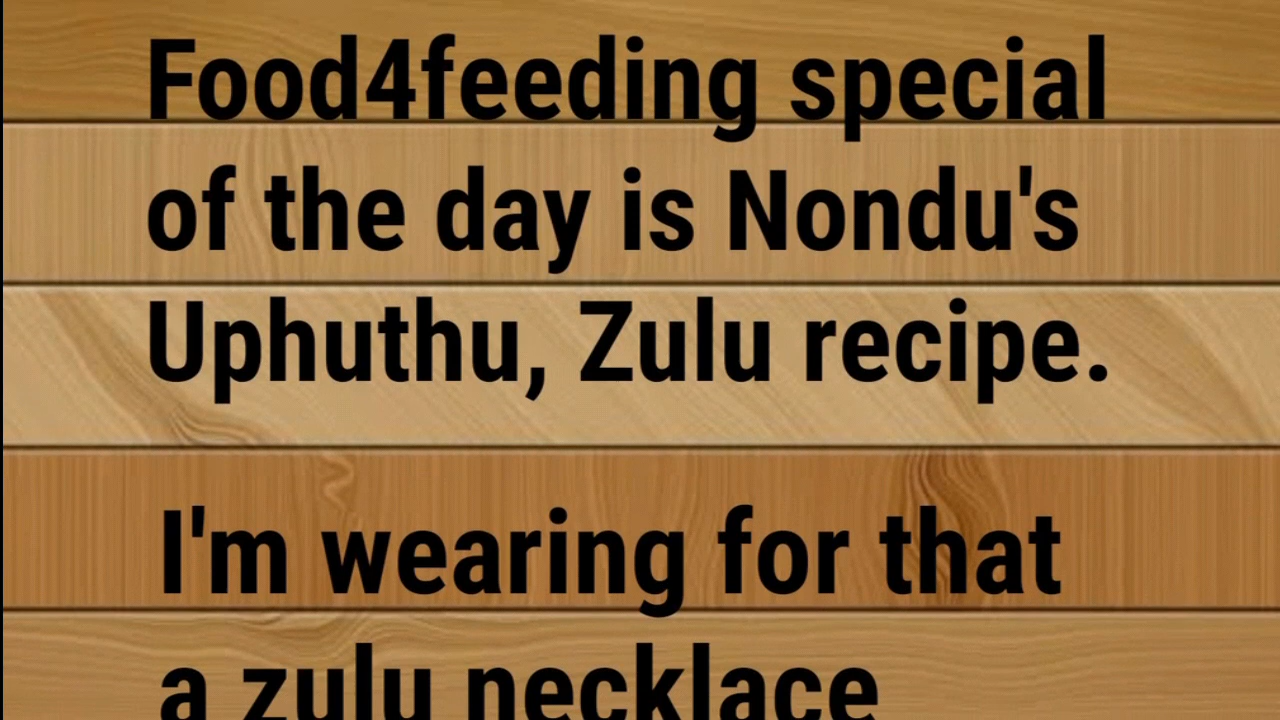 Food4feeding special
of the day is Nondu's
Uphuthu, Zulu recipe.
I'm wearing for that
a zulu necklace